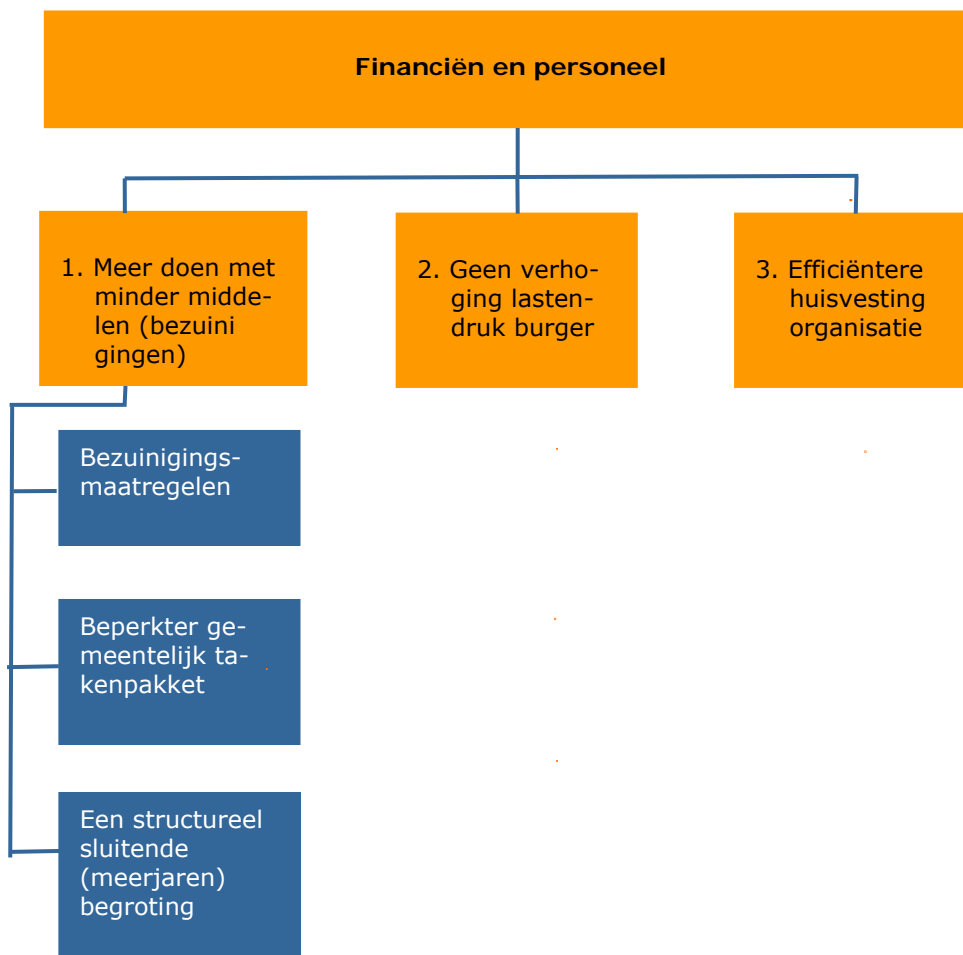 Financiën en personeel
1. Meer doen met
minder midde-
len (bezuini
gingen)
2. Geen verho-
ging lasten-
druk burger
3. Efficiëntere
huisvesting
organisatie
Bezuinigings-
maatregelen
Beperkter ge-
meentelijk ta-
kenpakket
Een structureel
sluitende
(meerjaren)
begroting